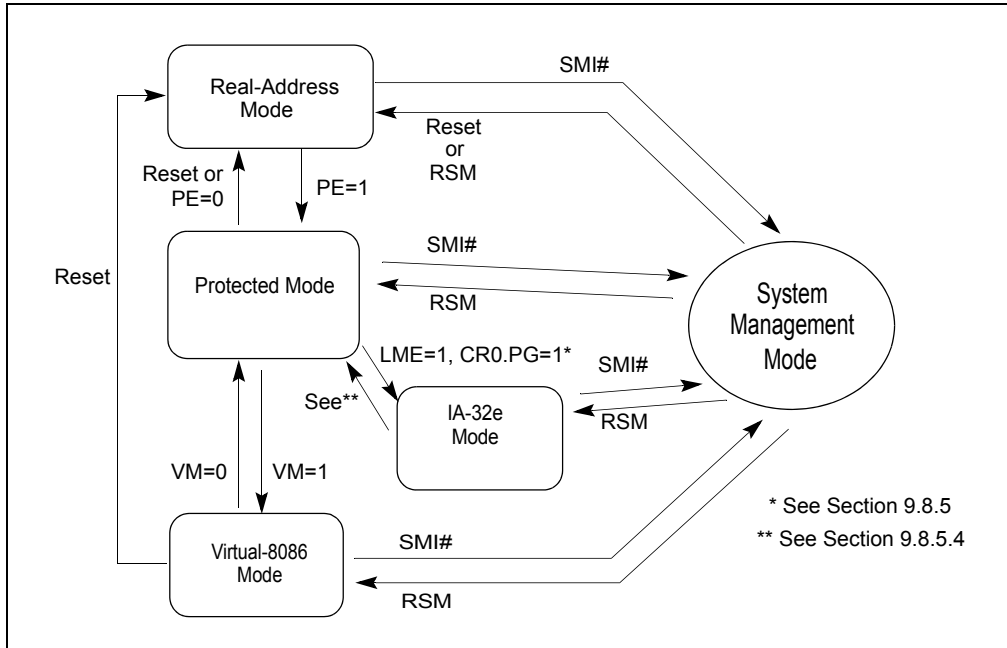 SMI#
Real-Address
Mode
Reset
or
RSM
Reset or
PE=0
PE=1
SMI#
Reset
Protected Mode
RSM
System
Management
Mode
LME=1, CR0.PG=1*
SMI#
See**
IA-32e
Mode
RSM
VM=0
VM=1
* See Section 9.8.5
** See Section 9.8.5.4
Virtual-8086
Mode
SMI#
RSM